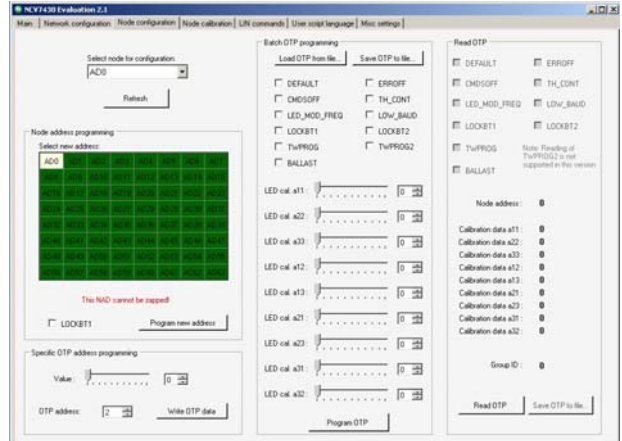 NCV7430 Evaluation 2.1
Main Network configuration Node configuration Node calibration LIN commands User script language Misc settings
Select node for configuration:
AD0
Refresh
Node address programming
Select new address:
AD0
This NAD cannot be zapped!
LOCKBT1 Program new address
Specific OTP address programming
Value: 0
OTP address: 2 Write OTP data
Batch OTP programming
Load OTP from file... Save OTP to file...
DEFAULT ERROFF
CMDSOFF TH_CONT
LED_MOD_FREQ LOW_BAUD
LOCKBT1 LOCKBT2
TWPROG TWPROG2
BALLAST
LED cal. a11: 0
LED cal. a22: 0
LED cal. a33: 0
LED cal. a12: 0
LED cal. a13: 0
LED cal. a21: 0
LED cal. a23: 0
LED cal. a31: 0
LED cal. a32: 0
Program OTP
Read OTP
DEFAULT ERROFF
CMDSOFF TH_CONT
LED_MOD_FREQ LOW_BAUD
LOCKBT1 LOCKBT2
TWPROG Note: Reading of
TWPROG2 is not
supported in this version
BALLAST
Node address: 0
Calibration data a11: 0
Calibration data a22: 0
Calibration data a33: 0
Calibration data a12: 0
Calibration data a13: 0
Calibration data a21: 0
Calibration data a23: 0
Calibration data a31: 0
Calibration data a32: 0
Group ID: 0
Read OTP Save OTP to file...